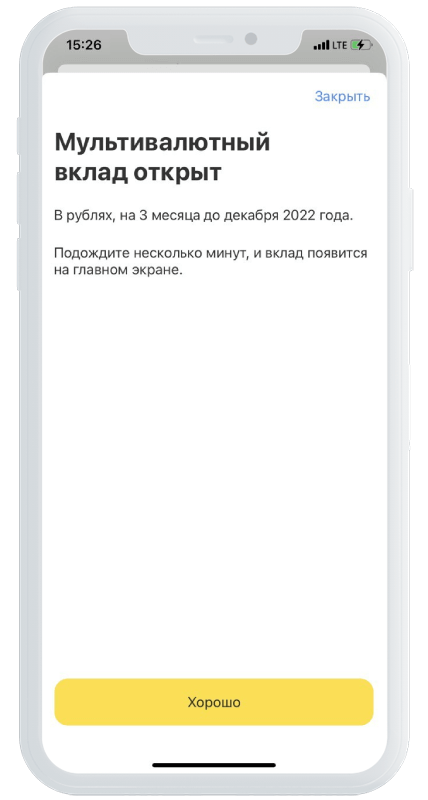 15:26
LTE
Закрыть
Мультивалютный
вклад открыт
В рублях, на 3 месяца до декабря 2022 года.
Подождите несколько минут, и вклад появится
на главном экране.
Хорошо